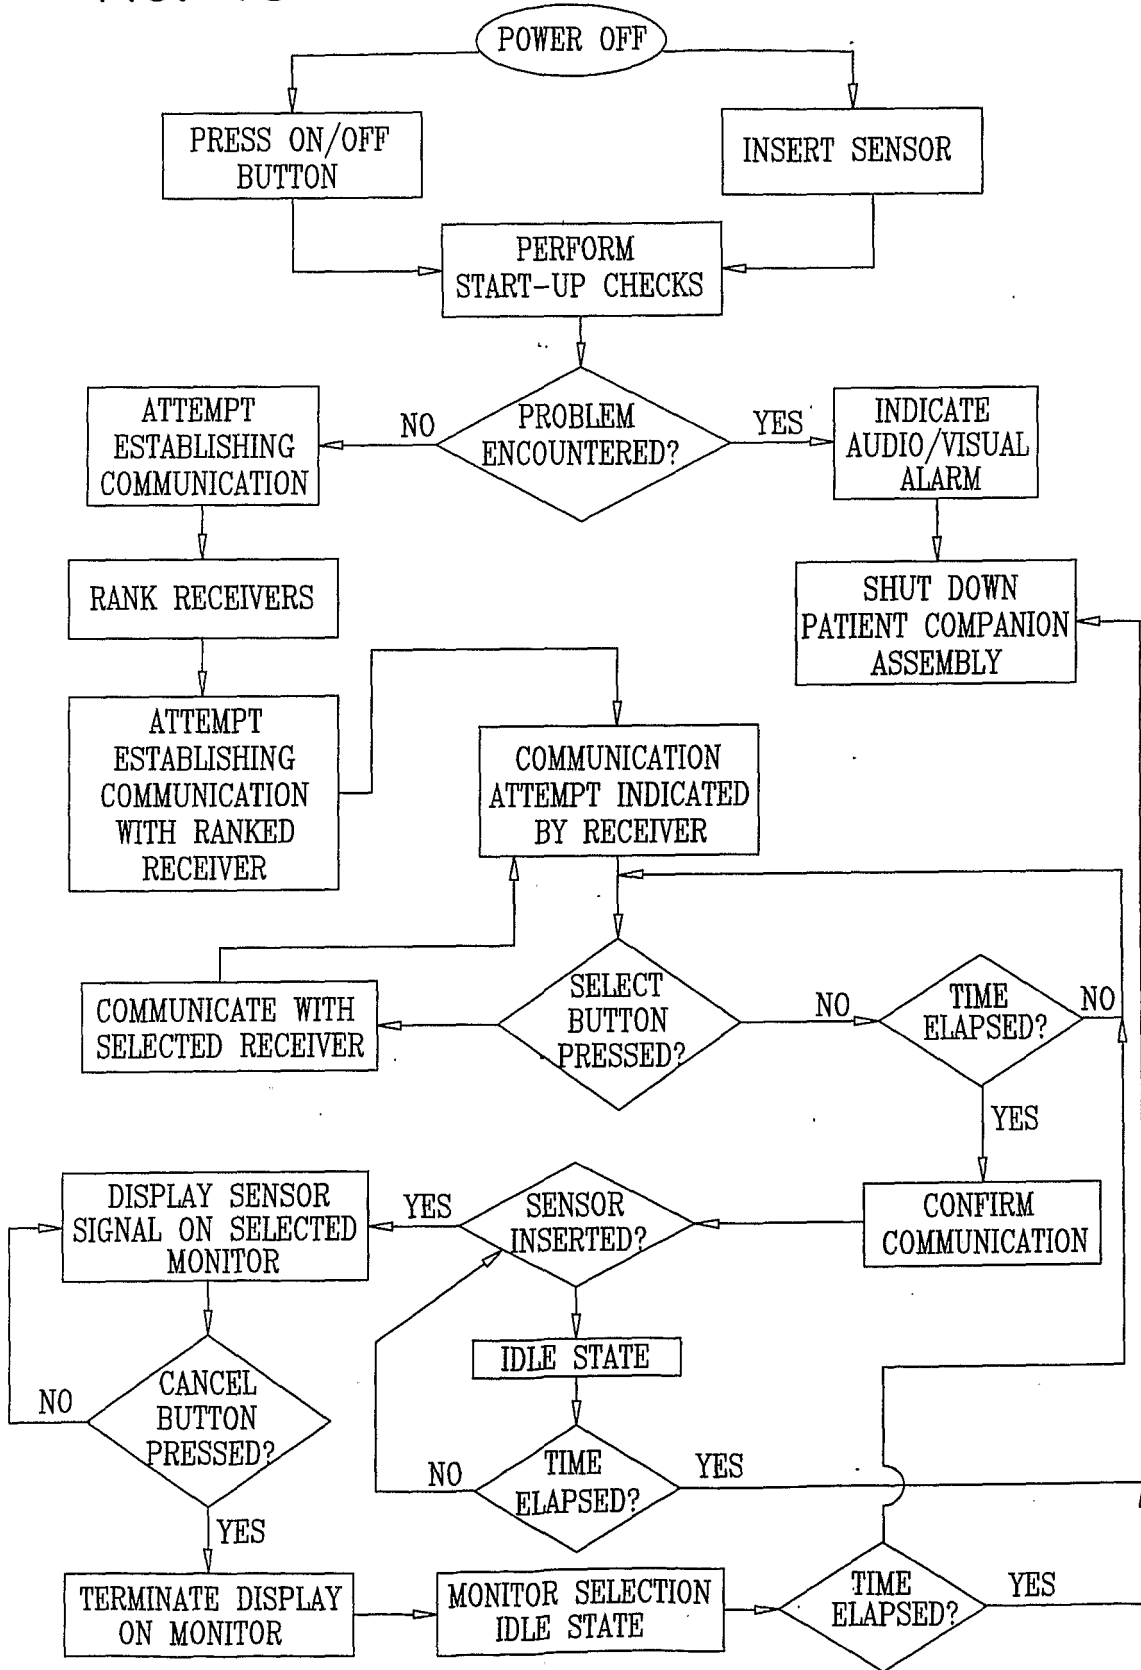 POWER OFF
PRESS ON/OFF
BUTTON
INSERT SENSOR
PERFORM
START-UP CHECKS
ATTEMPT
ESTABLISHING
COMMUNICATION
NO
PROBLEM
ENCOUNTERED?
YES
INDICATE
AUDIO/VISUAL
ALARM
RANK RECEIVERS
SHUT DOWN
PATIENT COMPANION
ASSEMBLY
ATTEMPT
ESTABLISHING
COMMUNICATION
WITH RANKED
RECEIVER
COMMUNICATION
ATTEMPT INDICATED
BY RECEIVER
COMMUNICATE WITH
SELECTED RECEIVER
SELECT
BUTTON
PRESSED?
NO
TIME
ELAPSED?
NO
YES
DISPLAY SENSOR
SIGNAL ON SELECTED
MONITOR
YES
SENSOR
INSERTED?
CONFIRM
COMMUNICATION
IDLE STATE
NO
CANCEL
BUTTON
PRESSED?
NO
TIME
ELAPSED?
YES
YES
TERMINATE DISPLAY
ON MONITOR
MONITOR SELECTION
IDLE STATE
TIME
ELAPSED?
YES